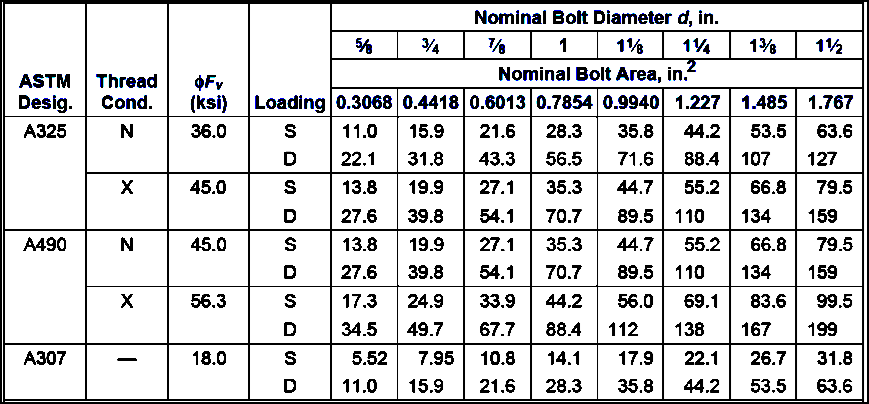 Nominal Bolt Diameter d, in.
5/8 3/4 7/8 1 1 1/8 1 1/4 1 3/8 1 1/2
ASTM Desig. Thread Cond. ϕFv (ksi) Loading Nominal Bolt Area, in.2
0.3068 0.4418 0.6013 0.7854 0.9940 1.227 1.485 1.767
A325 N 36.0 S 11.0 15.9 21.6 28.3 35.8 44.2 53.5 63.6
D 22.1 31.8 43.3 56.5 71.6 88.4 107 127
X 45.0 S 13.8 19.9 27.1 35.3 44.7 55.2 66.8 79.5
D 27.6 39.8 54.1 70.7 89.5 110 134 159
A490 N 45.0 S 13.8 19.9 27.1 35.3 44.7 55.2 66.8 79.5
D 27.6 39.8 54.1 70.7 89.5 110 134 159
X 56.3 S 17.3 24.9 33.9 44.2 56.0 69.1 83.6 99.5
D 34.5 49.7 67.7 88.4 112 138 167 199
A307 — 18.0 S 5.52 7.95 10.8 14.1 17.9 22.1 26.7 31.8
D 11.0 15.9 21.6 28.3 35.8 44.2 53.5 63.6